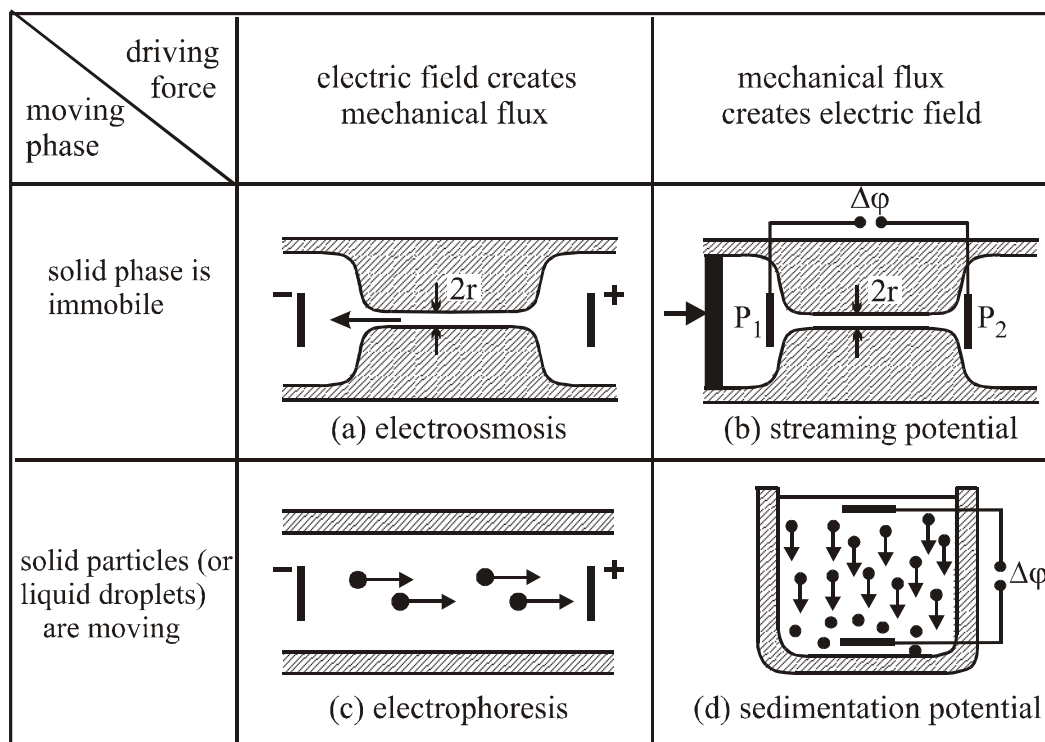 driving
force
moving
phase
electric field creates
mechanical flux
mechanical flux
creates electric field
solid phase is
immobile
−
2r
+
(a) electroosmosis
Δφ
P₁
2r
P₂
(b) streaming potential
solid particles (or
liquid droplets)
are moving
−
+
(c) electrophoresis
Δφ
(d) sedimentation potential